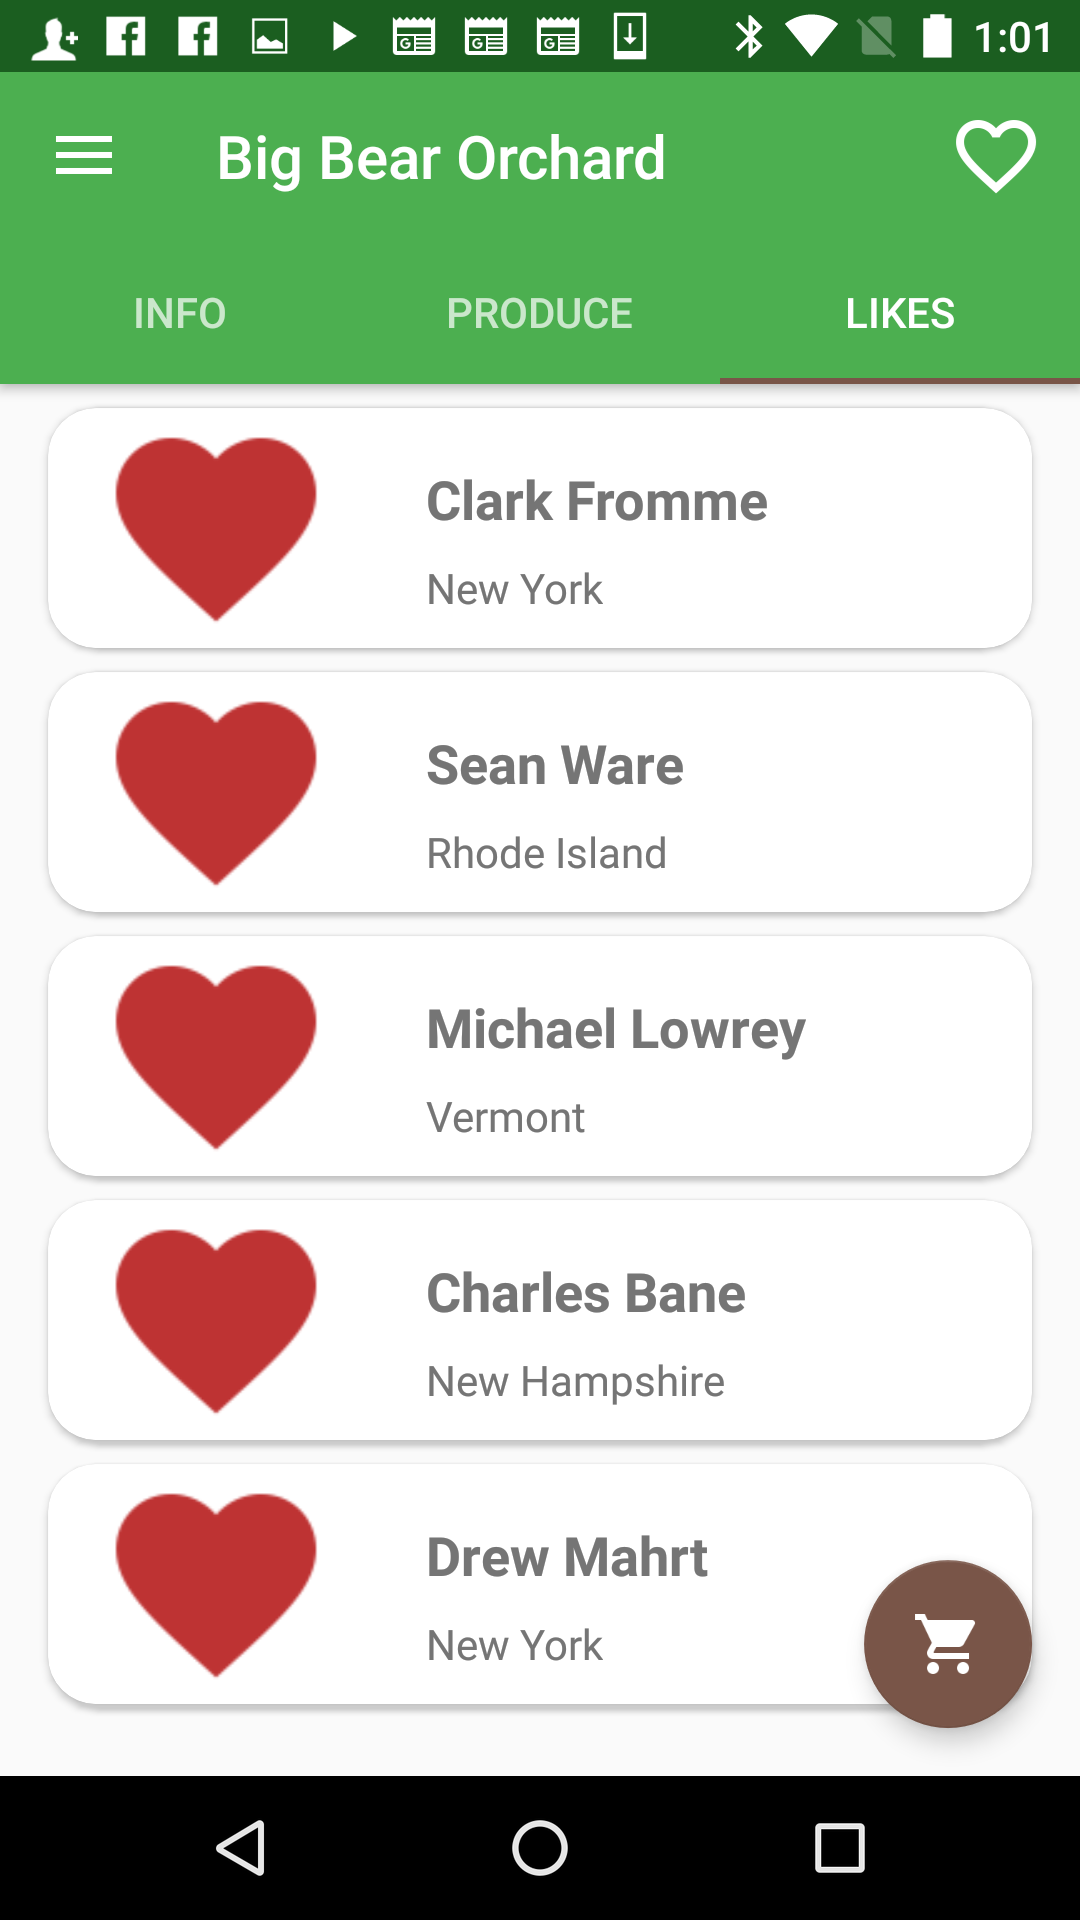 1:01
Big Bear Orchard
INFO PRODUCE LIKES
Clark Fromme
New York
Sean Ware
Rhode Island
Michael Lowrey
Vermont
Charles Bane
New Hampshire
Drew Mahrt
New York